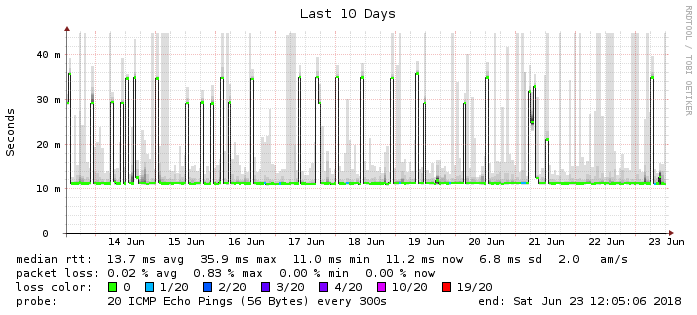 Last 10 Days
RRDTOOL / TOBI OETIKER
Seconds
40 m
30 m
20 m
10 m
0
14 Jun 15 Jun 16 Jun 17 Jun 18 Jun 19 Jun 20 Jun 21 Jun 22 Jun 23 Jun
median rtt: 13.7 ms avg 35.9 ms max 11.0 ms min 11.2 ms now 6.8 ms sd 2.0 am/s
packet loss: 0.02 % avg 0.83 % max 0.00 % min 0.00 % now
loss color: 0 1/20 2/20 3/20 4/20 10/20 19/20
probe: 20 ICMP Echo Pings (56 Bytes) every 300s end: Sat Jun 23 12:05:06 2018